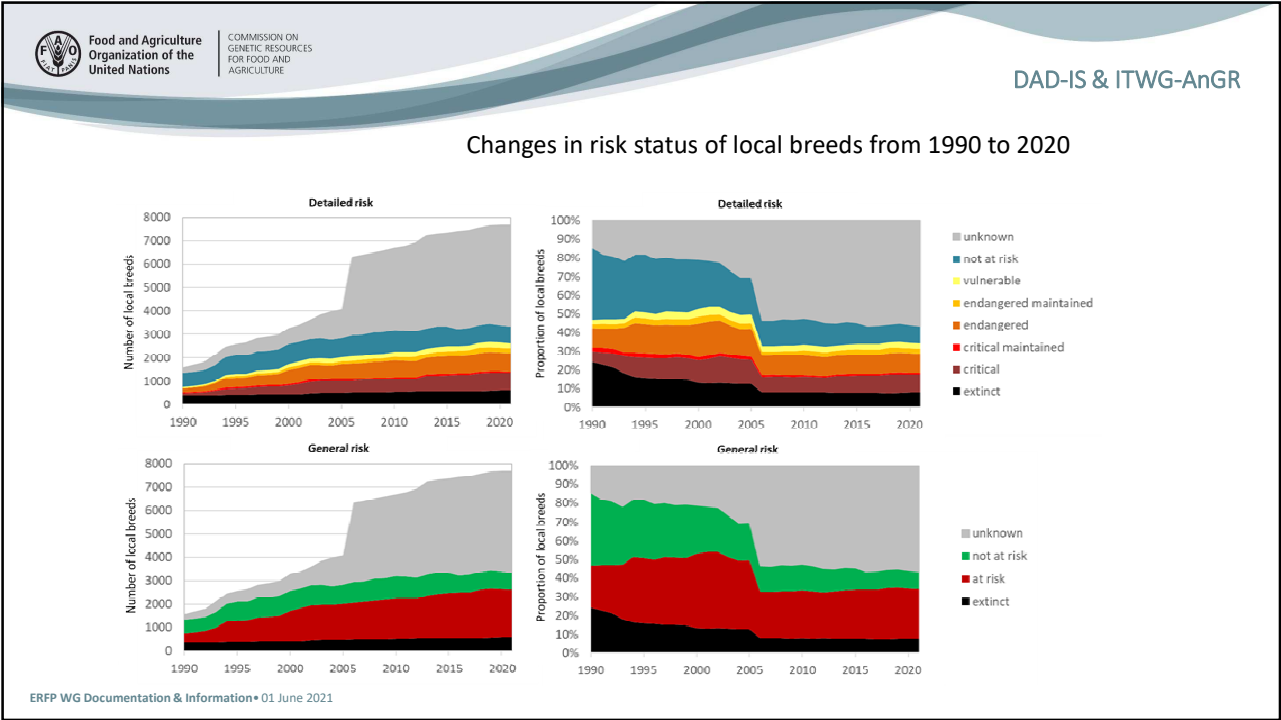 Food and Agriculture
Organization of the
United Nations
COMMISSION ON
GENETIC RESOURCES
FOR FOOD AND
AGRICULTURE
FAO
FIAT PANIS
DAD-IS & ITWG-AnGR
Changes in risk status of local breeds from 1990 to 2020
Detailed risk
Number of local breeds
8000
7000
6000
5000
4000
3000
2000
1000
0
1990 1995 2000 2005 2010 2015 2020
Detailed risk
Proportion of local breeds
100%
90%
80%
70%
60%
50%
40%
30%
20%
10%
0%
1990 1995 2000 2005 2010 2015 2020
unknown
not at risk
vulnerable
endangered maintained
endangered
critical maintained
critical
extinct
General risk
Number of local breeds
8000
7000
6000
5000
4000
3000
2000
1000
0
1990 1995 2000 2005 2010 2015 2020
General risk
Proportion of local breeds
100%
90%
80%
70%
60%
50%
40%
30%
20%
10%
0%
1990 1995 2000 2005 2010 2015 2020
unknown
not at risk
at risk
extinct
ERFP WG Documentation & Information• 01 June 2021